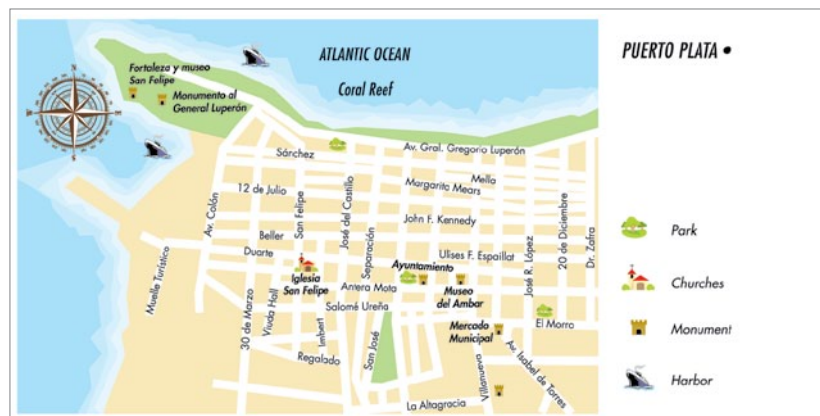 ATLANTIC OCEAN
Coral Reef
PUERTO PLATA •
N
Fortaleza y museo
San Felipe
Monumento al
General Luperón
Sárchez
Av. Gral. Gregorio Luperón
12 de Julio
San Felipe
José del Castillo
Margarita Mears
Mella
Av. Colón
John F. Kennedy
20 de Diciembre
Dr. Zafra
Beller
Separación
José R. López
Duarte
Ulises F. Espaillat
Ayuntamiento
Muelle Turístico
Iglesia
San Felipe
Antera Mota
Museo
del Ambar
30 de Marzo
Viuda Hall
Imbert
Salomé Ureña
Mercado
Municipal
El Morro
Regalado
San José
Villanueva
Av. Isabel de Torres
La Altagracia
Park
Churches
Monument
Harbor